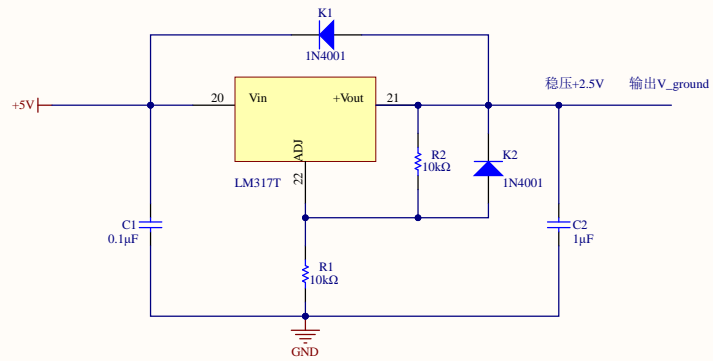 K1
1N4001
+5V
20
Vin
+Vout
21
稳压+2.5V
输出V_ground
ADJ
22
LM317T
R2
10kΩ
K2
1N4001
C1
0.1μF
R1
10kΩ
C2
1μF
GND